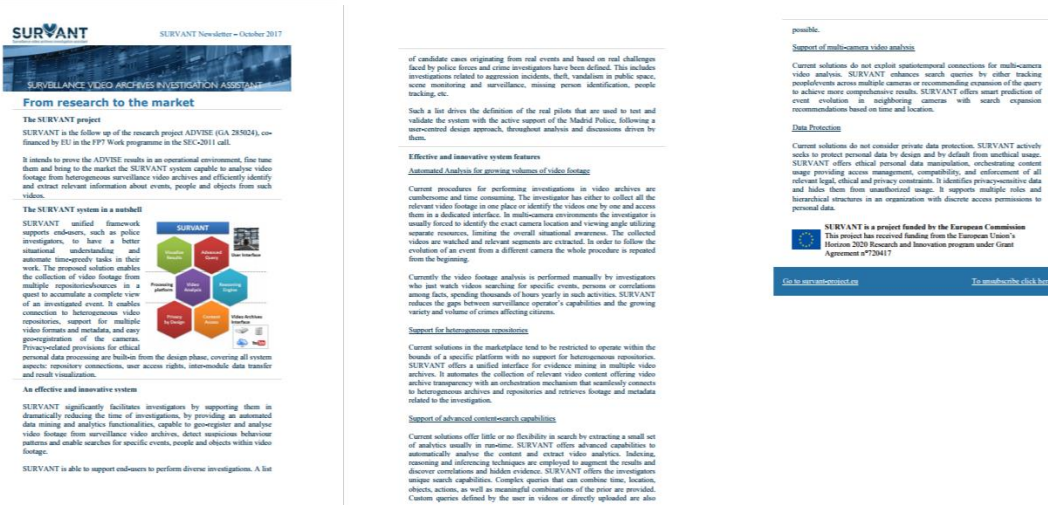 SURVANT
SURVANT Newsletter – October 2017
SURVEILLANCE VIDEO ARCHIVES INVESTIGATION ASSISTANT
From research to the market
The SURVANT project
SURVANT is the follow up of the research project ADVISE (GA 285024), co-
financed by EU in the FP7 Work programme in the SEC-2011 call.
It intends to prove the ADVISE results in an operational environment, fine tune
them and bring to the market the SURVANT system capable to analyse video
footage from heterogeneous surveillance video archives and efficiently identify
and extract relevant information about events, people and objects from such
videos.
The SURVANT system in a nutshell
SURVANT unified framework
supports end-users, such as police
investigators, to have a better
situational understanding and
automate time-greedy tasks in their
work. The proposed solution enables
the collection of video footage from
multiple repositories/sources in a
quest to accumulate a complete view
of an investigated event. It enables
connection to heterogeneous video
repositories, support for multiple
video formats and metadata, and easy
geo-registration of the cameras.
Privacy-related provisions for ethical
personal data processing are built-in from the design phase, covering all system
aspects: repository connections, user access rights, inter-module data transfer
and result visualization.
SURVANT
Visualise
Results
Advanced
Query
User Interface
Processing
platform
Video
Analysis
Reasoning
Engine
Privacy
by Design
Content
Access
Video Archives
Interface
An effective and innovative system
SURVANT significantly facilitates investigators by supporting them in
dramatically reducing the time of investigations, by providing an automated
data mining and analytics functionalities, capable to geo-register and analyse
video footage from surveillance video archives, detect suspicious behaviour
patterns and enable searches for specific events, people and objects within video
footage.
SURVANT is able to support end-users to perform diverse investigations. A list
of candidate cases originating from real events and based on real challenges
faced by police forces and crime investigators have been defined. This includes
investigations related to aggression incidents, theft, vandalism in public space,
scene monitoring and surveillance, missing person identification, people
tracking, etc.
Such a list drives the definition of the real pilots that are used to test and
validate the system with the active support of the Madrid Police, following a
user-centred design approach, throughout analysis and discussions driven by
them.
Effective and innovative system features
Automated Analysis for growing volumes of video footage
Current procedures for performing investigations in video archives are
cumbersome and time consuming. The investigator has either to collect all the
relevant video footage in one place or identify the videos one by one and access
them in a dedicated interface. In multi-camera environments the investigator is
usually forced to identify the exact camera location and viewing angle utilizing
separate resources, limiting the overall situational awareness. The collected
videos are watched and relevant segments are extracted. In order to follow the
evolution of an event from a different camera the whole procedure is repeated
from the beginning.
Currently the video footage analysis is performed manually by investigators
who just watch videos searching for specific events, persons or correlations
among facts, spending thousands of hours yearly in such activities. SURVANT
reduces the gaps between surveillance operator's capabilities and the growing
variety and volume of crimes affecting citizens.
Support for heterogeneous repositories
Current solutions in the marketplace tend to be restricted to operate within the
bounds of a specific platform with no support for heterogeneous repositories.
SURVANT offers a unified interface for evidence mining in multiple video
archives. It automates the collection of relevant video content offering video
archive transparency with an orchestration mechanism that seamlessly connects
to heterogeneous archives and repositories and retrieves footage and metadata
related to the investigation.
Support of advanced content-search capabilities
Current solutions offer little or no flexibility in search by extracting a small set
of analytics usually in run-time. SURVANT offers advanced capabilities to
automatically analyse the content and extract video analytics. Indexing,
reasoning and inferencing techniques are employed to augment the results and
discover correlations and hidden evidence. SURVANT offers the investigators
unique search capabilities. Complex queries that can combine time, location,
objects, actions, as well as meaningful combinations of the prior are provided.
Custom queries defined by the user in videos or directly uploaded are also
possible.
Support of multi-camera video analysis
Current solutions do not exploit spatiotemporal connections for multi-camera
video analysis. SURVANT enhances search queries by either tracking
people/events across multiple cameras or recommending expansion of the query
to achieve more comprehensive results. SURVANT offers smart prediction of
event evolution in neighboring cameras with search expansion
recommendations based on time and location.
Data Protection
Current solutions do not consider private data protection. SURVANT actively
seeks to protect personal data by design and by default from unethical usage.
SURVANT offers ethical personal data manipulation, orchestrating content
usage providing access management, compatibility, and enforcement of all
relevant legal, ethical and privacy constraints. It identifies privacy-sensitive data
and hides them from unauthorized usage. It supports multiple roles and
hierarchical structures in an organization with discrete access permissions to
personal data.
SURVANT is a project funded by the European Commission
This project has received funding from the European Union's
Horizon 2020 Research and Innovation program under Grant
Agreement nº720417
Go to survant-project.eu
To unsubscribe click her